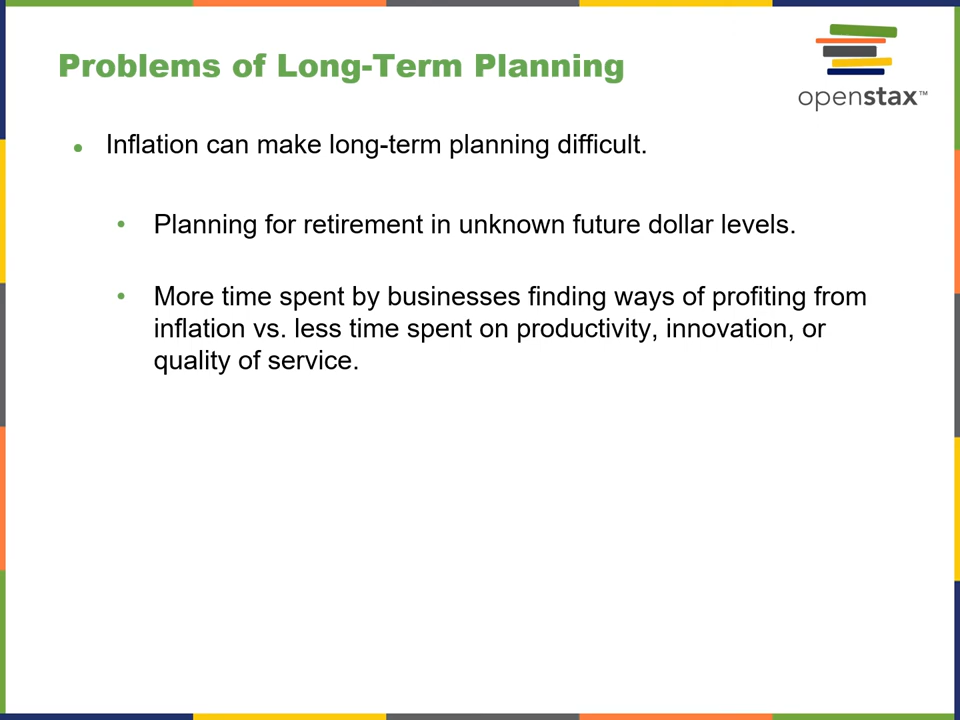 Problems of Long-Term Planning
openstax™
Inflation can make long-term planning difficult.
Planning for retirement in unknown future dollar levels.
More time spent by businesses finding ways of profiting from
inflation vs. less time spent on productivity, innovation, or
quality of service.